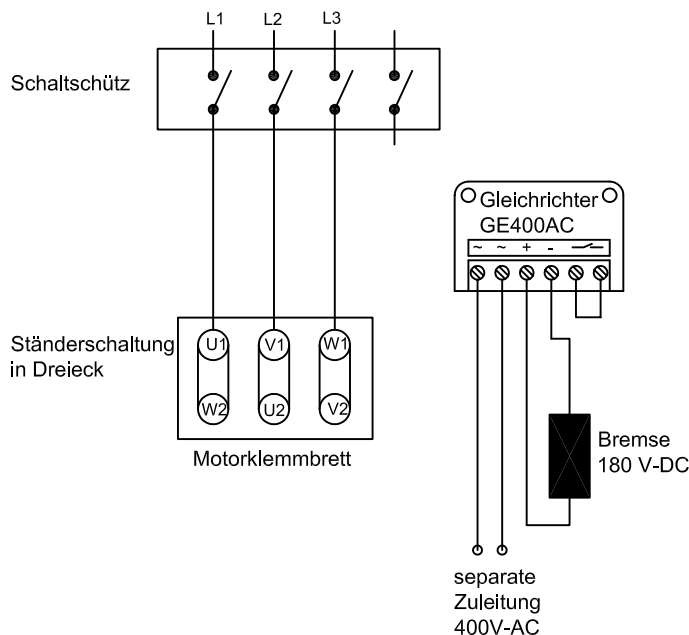 L1 L2 L3
Schaltschütz
Gleichrichter
GE400AC
~ ~ + -
Ständerschaltung
in Dreieck
U1 V1 W1
W2 U2 V2
Motorklemmbrett
Bremse
180 V-DC
separate
Zuleitung
400V-AC